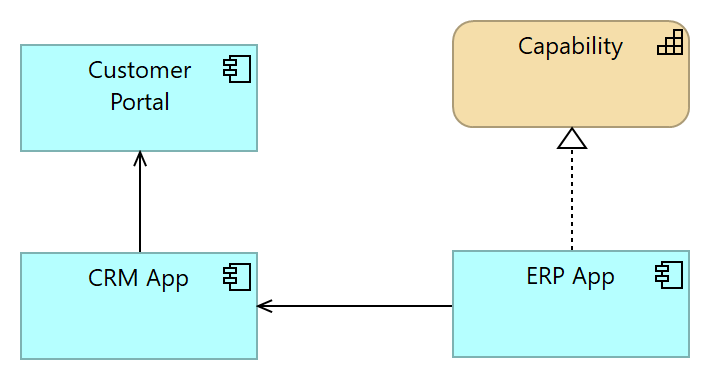 Customer
Portal
Capability
CRM App
ERP App